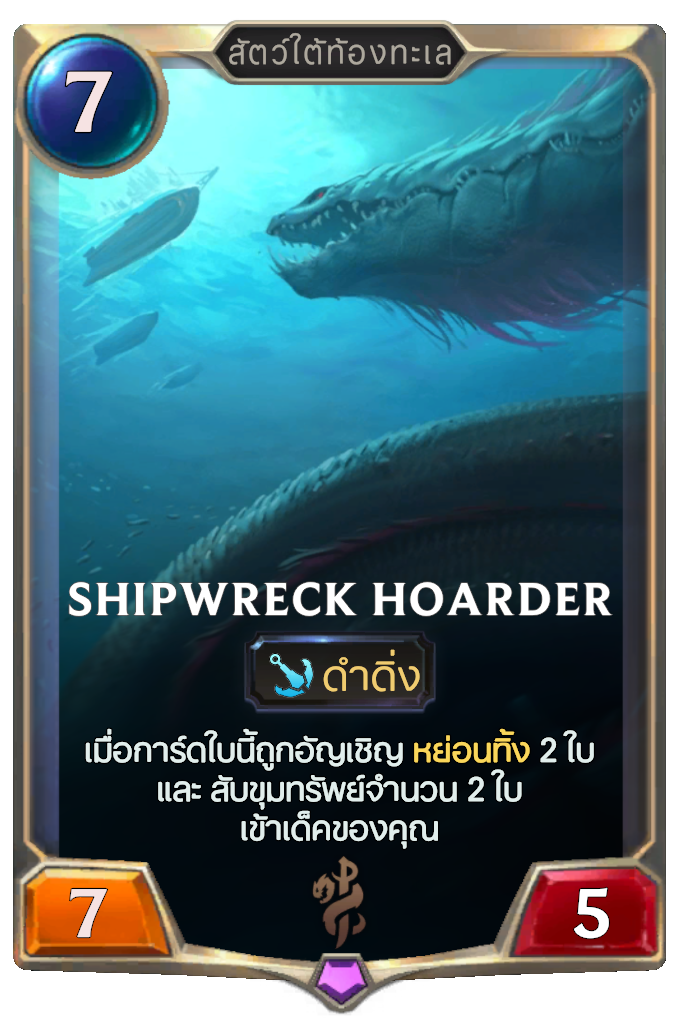 สัตว์ใต้ท้องทะเล
7
SHIPWRECK HOARDER
ดำดิ่ง
เมื่อการ์ดใบนี้ถูกอัญเชิญ หย่อนทิ้ง 2 ใบ
และ สับขุมทรัพย์จำนวน 2 ใบ
เข้าเด็คของคุณ
7
5